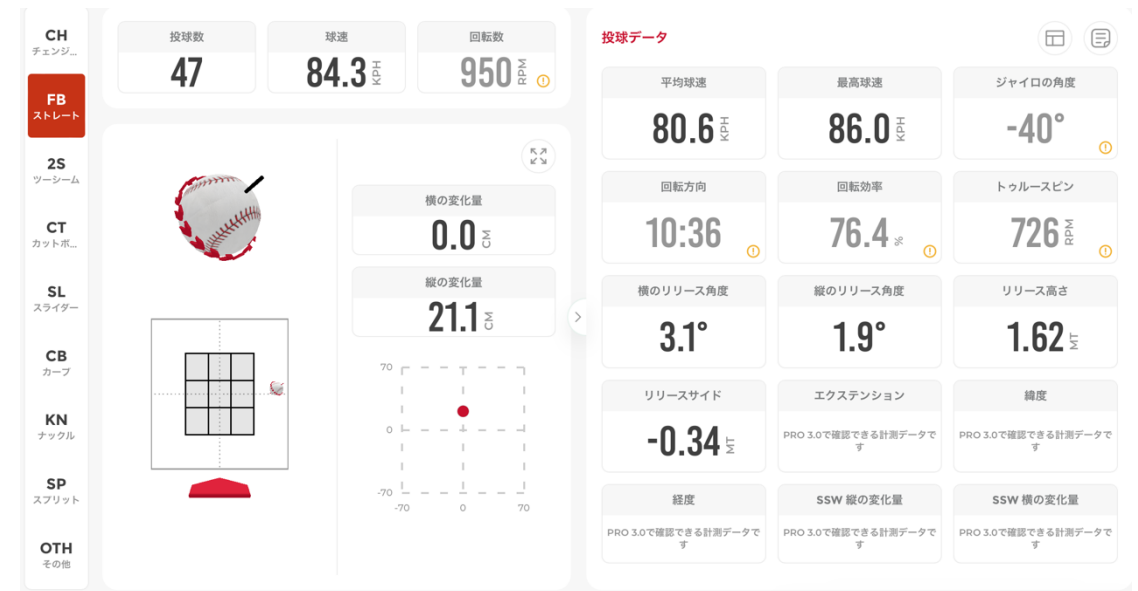 CH
チェンジ...
FB
ストレート
2S
ツーシーム
CT
カットボ...
SL
スライダー
CB
カーブ
KN
ナックル
SP
スプリット
OTH
その他
投球数
47
球速
84.3 KPH
回転数
950 RPM
横の変化量
0.0 CM
縦の変化量
21.1 CM
70
0
-70
-70 0 70
投球データ
平均球速
80.6 KPH
最高球速
86.0 KPH
ジャイロの角度
-40°
回転方向
10:36
回転効率
76.4 %
トゥルースピン
726 RPM
横のリリース角度
3.1°
縦のリリース角度
1.9°
リリース高さ
1.62 MT
リリースサイド
-0.34 MT
エクステンション
PRO 3.0で確認できる計測データで
す
緯度
PRO 3.0で確認できる計測データで
す
経度
PRO 3.0で確認できる計測データで
す
SSW 縦の変化量
PRO 3.0で確認できる計測データで
す
SSW 横の変化量
PRO 3.0で確認できる計測データで
す